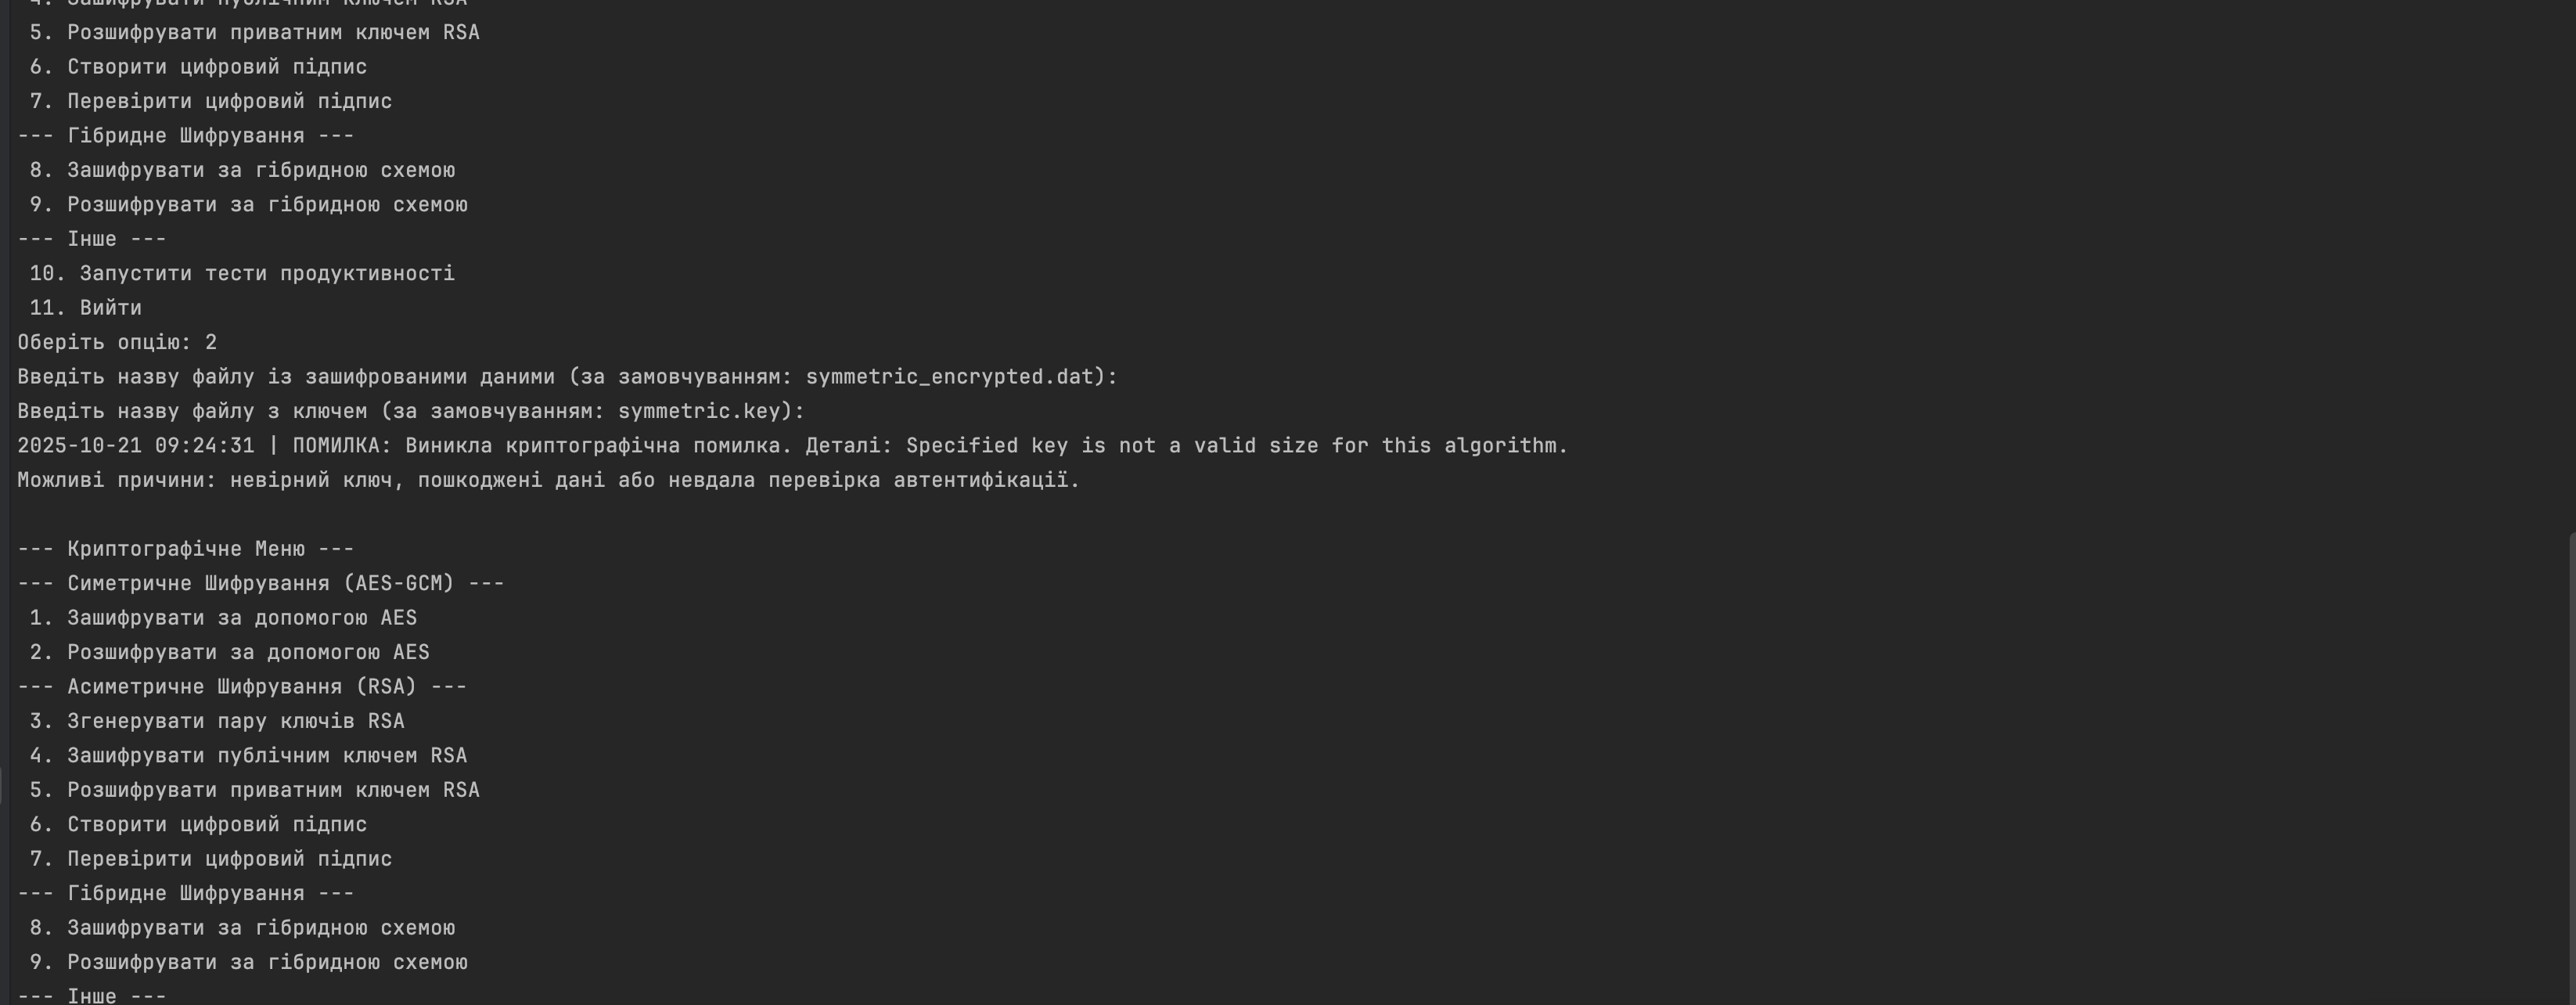 4. Зашифрувати публічним ключем RSA
5. Розшифрувати приватним ключем RSA
6. Створити цифровий підпис
7. Перевірити цифровий підпис
--- Гібридне Шифрування ---
8. Зашифрувати за гібридною схемою
9. Розшифрувати за гібридною схемою
--- Інше ---
10. Запустити тести продуктивності
11. Вийти
Оберіть опцію: 2
Введіть назву файлу із зашифрованими даними (за замовчуванням: symmetric_encrypted.dat):
Введіть назву файлу з ключем (за замовчуванням: symmetric.key):
2025-10-21 09:24:31 | ПОМИЛКА: Виникла криптографічна помилка. Деталі: Specified key is not a valid size for this algorithm.
Можливі причини: невірний ключ, пошкоджені дані або невдала перевірка автентифікації.
--- Криптографічне Меню ---
--- Симетричне Шифрування (AES-GCM) ---
1. Зашифрувати за допомогою AES
2. Розшифрувати за допомогою AES
--- Асиметричне Шифрування (RSA) ---
3. Згенерувати пару ключів RSA
4. Зашифрувати публічним ключем RSA
5. Розшифрувати приватним ключем RSA
6. Створити цифровий підпис
7. Перевірити цифровий підпис
--- Гібридне Шифрування ---
8. Зашифрувати за гібридною схемою
9. Розшифрувати за гібридною схемою
--- Інше ---